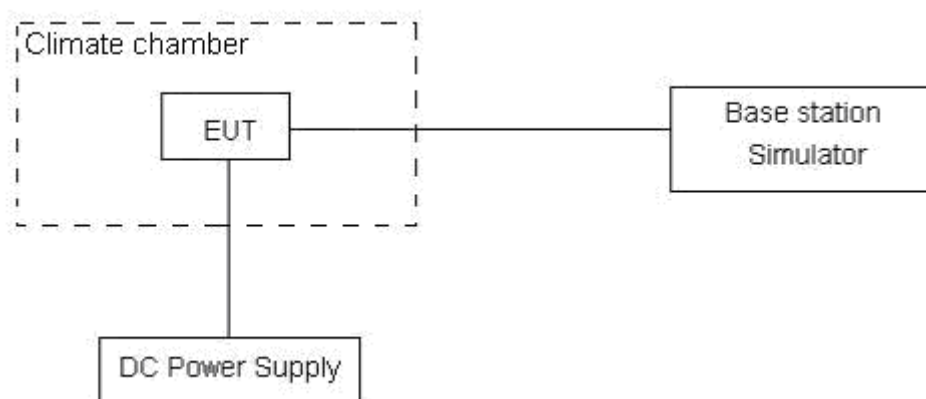 Climate chamber
EUT
Base station
Simulator
DC Power Supply